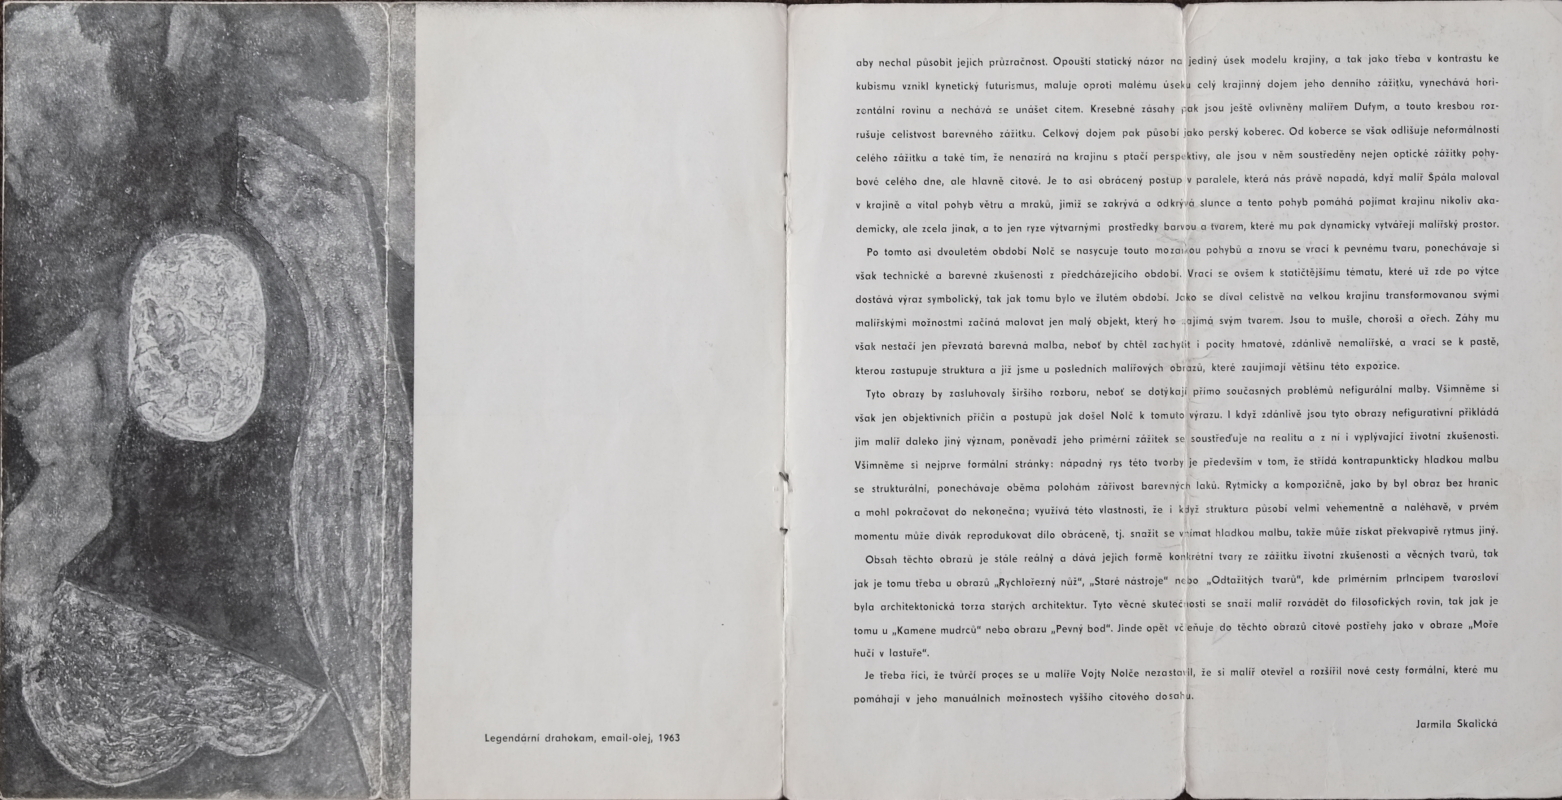 Legendární drahokam, email-olej, 1963
aby nechal působit jejich průzračnost. Opouští statický názor na jediný úsek modelu krajiny, a tak jako třeba v kontrastu ke
kubismu vznikl kynetický futurismus, maluje oproti malému úseku celý krajinný dojem jeho denního zážitku, vynechává hori-
zontální rovinu a nechává se unášet citem. Kresebné zásahy pak jsou ještě ovlivněny malířem Dufym, a touto kresbou roz-
rušuje celistvost barevného zážitku. Celkový dojem pak působí jako perský koberec. Od koberce se však odlišuje neformálností
celého zážitku a také tím, že nenazírá na krajinu s ptačí perspektivy, ale jsou v něm soustředěny nejen optické zážitky pohy-
bové celého dne, ale hlavně citové. Je to asi obrácený postup v paralele, která nás právě napadá, když malíř Špála maloval
v krajině a vítal pohyb větru a mraků, jimiž se zakrývá a odkrývá slunce a tento pohyb pomáhá pojímat krajinu nikoliv aka-
demicky, ale zcela jinak, a to jen ryze výtvarnými prostředky barvou a tvarem, které mu pak dynamicky vytvářejí malířský prostor.
Po tomto asi dvouletém období Nolč se nasycuje touto mozaikou pohybů a znovu se vrací k pevnému tvaru, ponechávaje si
však technické a barevné zkušenosti z předcházejícího období. Vrací se ovšem k statičtějšímu tématu, které už zde po výtce
dostává výraz symbolický, tak jak tomu bylo ve žlutém období. Jako se díval celistvě na velkou krajinu transformovanou svými
malířskými možnostmi začíná malovat jen malý objekt, který ho zajímá svým tvarem. Jsou to mušle, choroši a ořech. Záhy mu
však nestačí jen převzatá barevná malba, neboť by chtěl zachytit i pocity hmatové, zdánlivě nemalířské, a vrací se k pastě,
kterou zastupuje struktura a již jsme u posledních malířových obrazů, které zaujímají většinu této expozice.
Tyto obrazy by zasluhovaly širšího rozboru, neboť se dotýkají přímo současných problémů nefigurální malby. Všimněme si
však jen objektivních příčin a postupů jak došel Nolč k tomuto výrazu. I když zdánlivě jsou tyto obrazy nefigurativní přikládá
jim malíř daleko jiný význam, poněvadž jeho primérní zážitek se soustřeďuje na realitu a z ní i vyplývající životní zkušenosti.
Všimněme si nejprve formální stránky: nápadný rys této tvorby je především v tom, že střídá kontrapunkticky hladkou malbu
se strukturální, ponechávaje oběma polohám zářivost barevných laků. Rytmicky a kompozičně, jako by byl obraz bez hranic
a mohl pokračovat do nekonečna; využívá této vlastnosti, že i když struktura působí velmi vehementně a naléhavě, v prvém
momentu může divák reprodukovat dílo obráceně, tj. snažit se vnímat hladkou malbu, takže může získat překvapivě rytmus jiný.
Obsah těchto obrazů je stále reálný a dává jejich formě konkrétní tvary ze zážitku životní zkušenosti a věcných tvarů, tak
jak je tomu třeba u obrazů „Rychlořezný nůž“, „Staré nástroje“ nebo „Odtažitých tvarů“, kde primérním principem tvarosloví
byla architektonická torza starých architektur. Tyto věcné skutečnosti se snaží malíř rozvádět do filosofických rovin, tak jak je
tomu u „Kamene mudrců“ nebo obrazu „Pevný bod“. Jinde opět včleňuje do těchto obrazů citové postřehy jako v obraze „Moře
hučí v lastuře“.
Je třeba říci, že tvůrčí proces se u malíře Vojty Nolče nezastavil, že si malíř otevřel a rozšířil nové cesty formální, které mu
pomáhají v jeho manuálních možnostech vyššího citového dosahu.
Jarmila Skalická